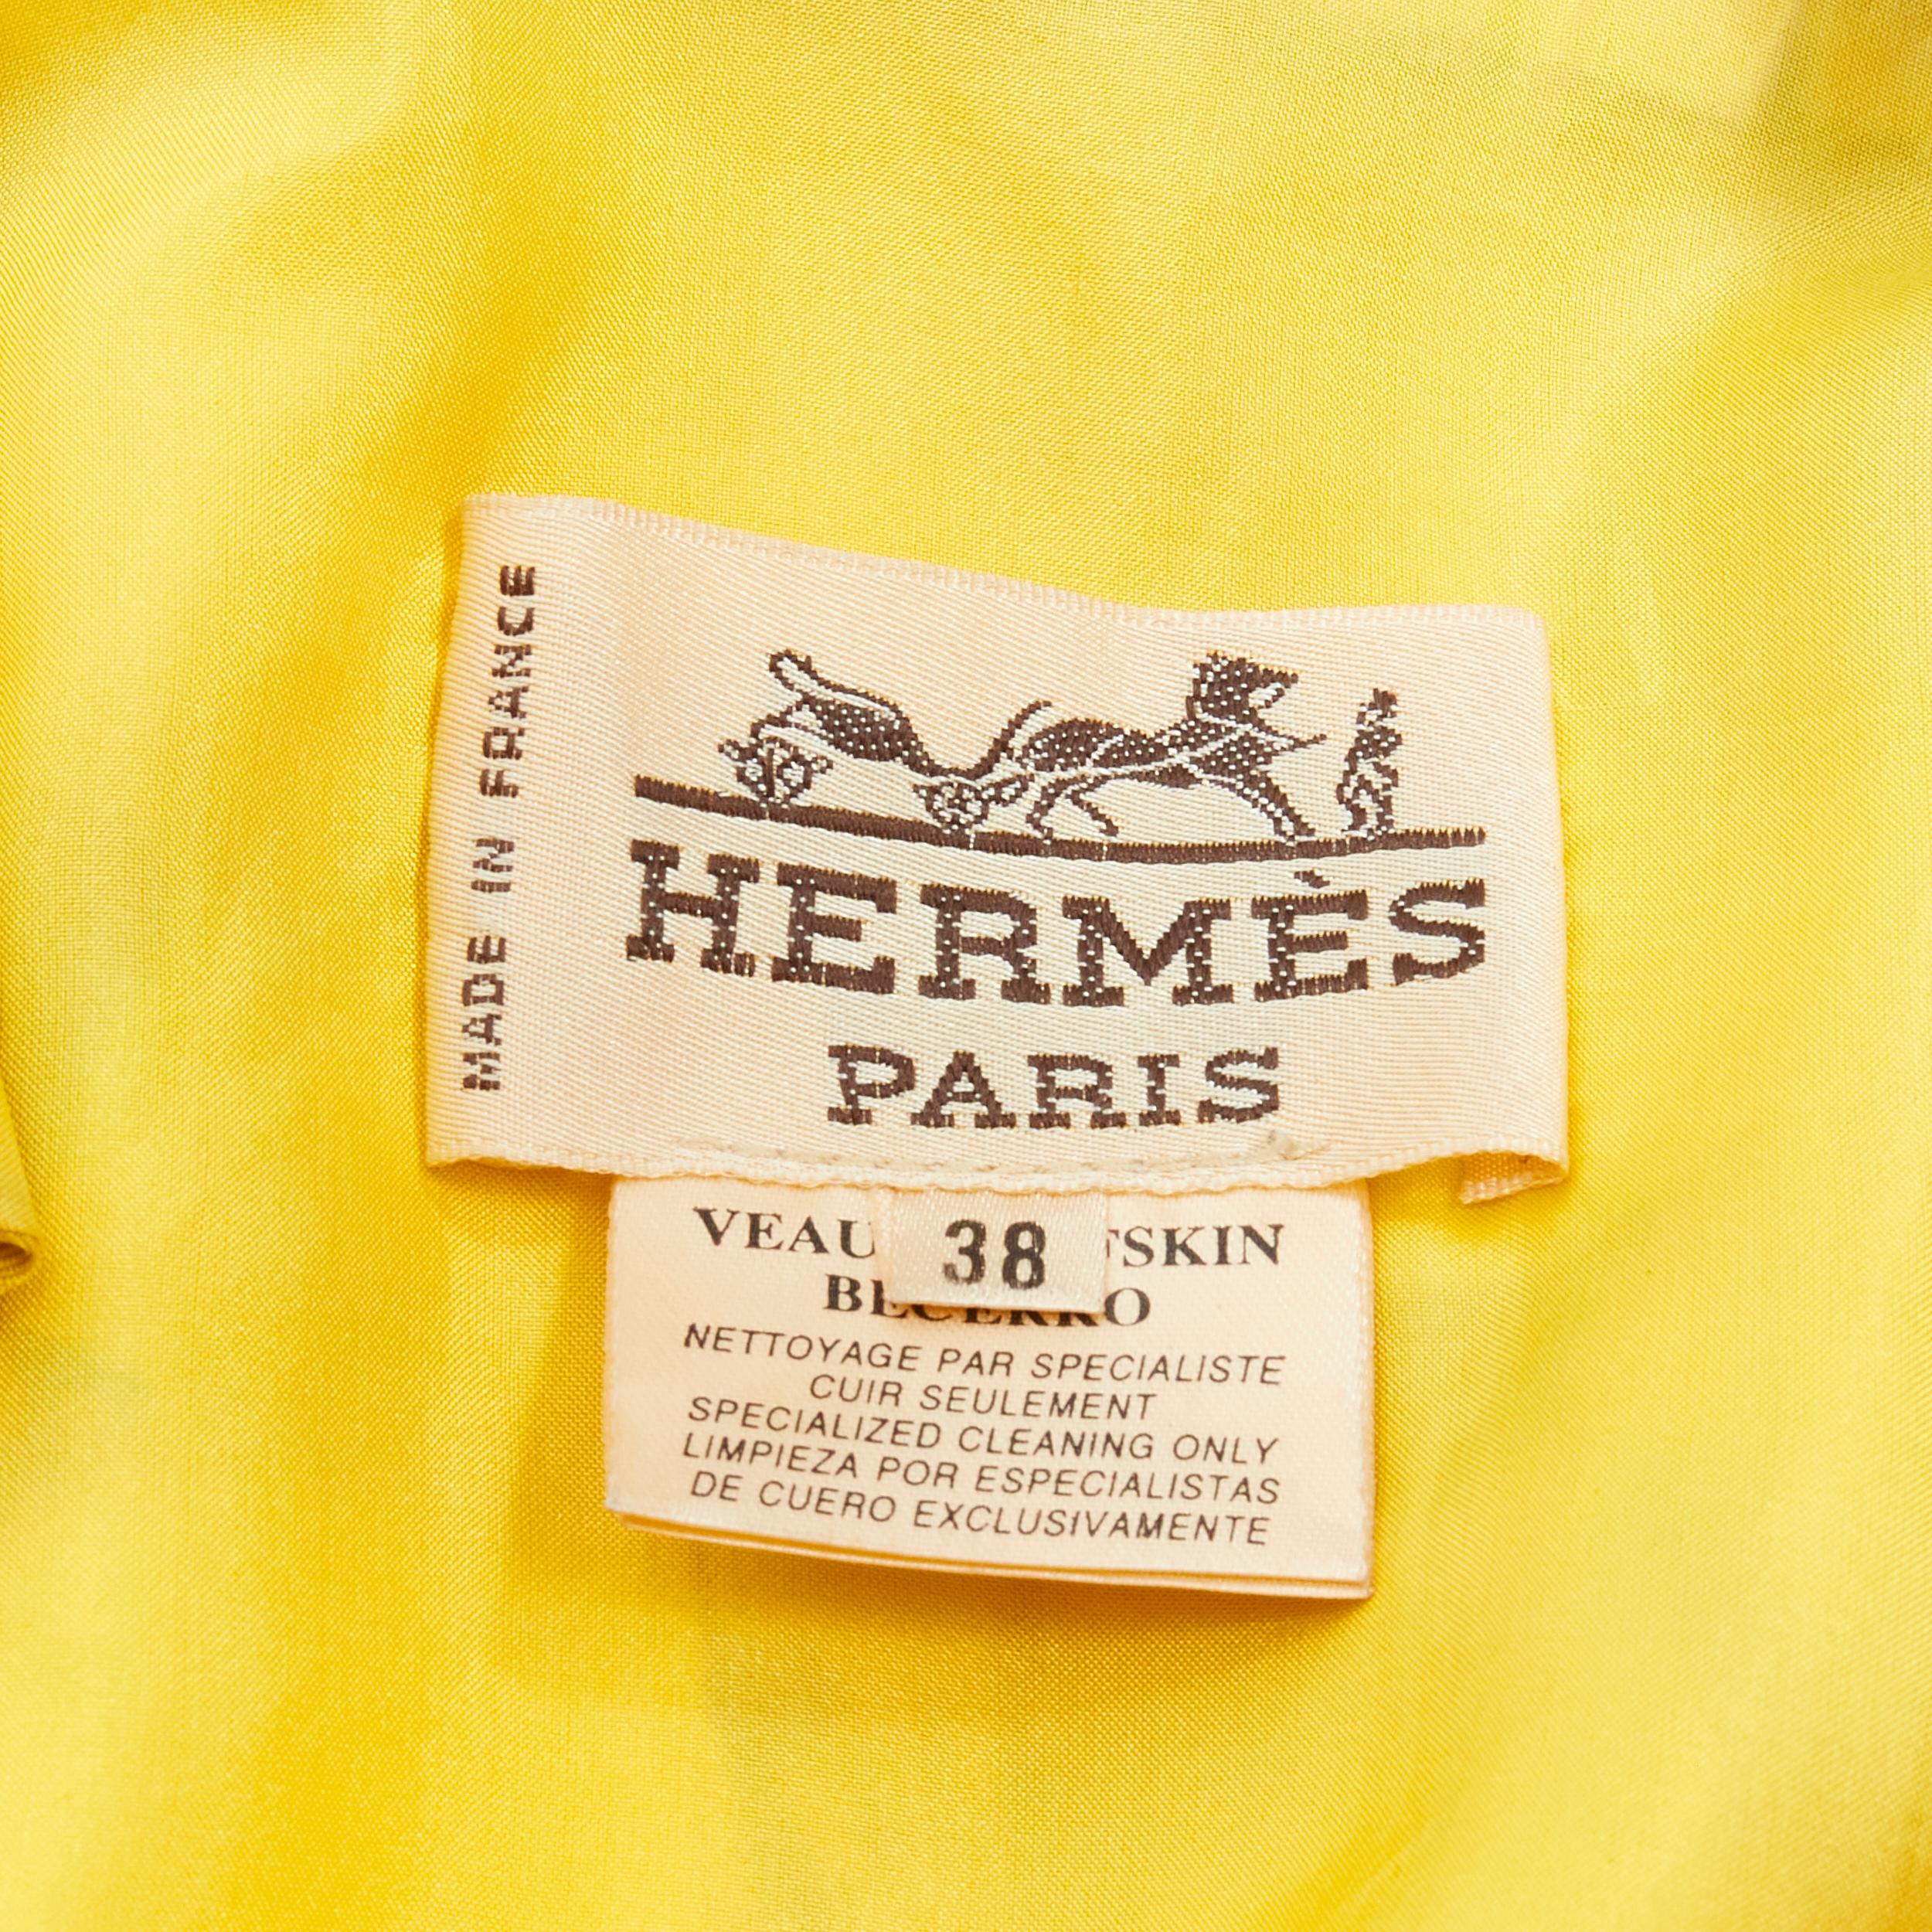 MADE IN FRANCE
HERMÈS
PARIS
38
NETTOYAGE PAR SPECIALISTE
CUIR SEULEMENT
SPECIALIZED CLEANING ONLY
LIMPIEZA POR ESPECIALISTAS
DE CUERO EXCLUSIVAMENTE